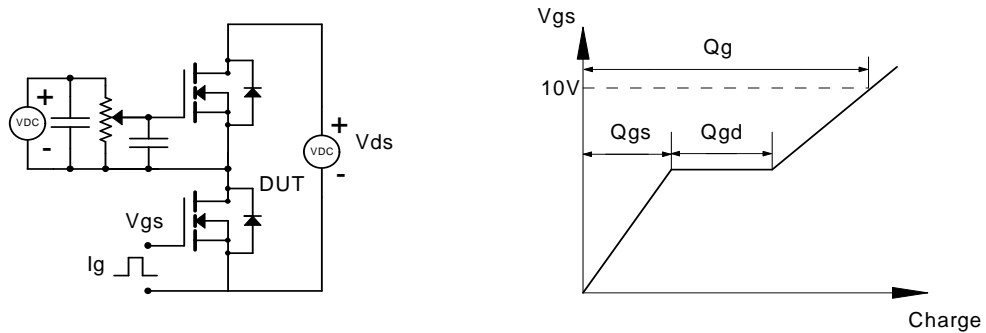 +
VDC
-
+
VDC
-
Vds
DUT
Vgs
Ig
Vgs
Qg
10V
Qgs
Qgd
Charge